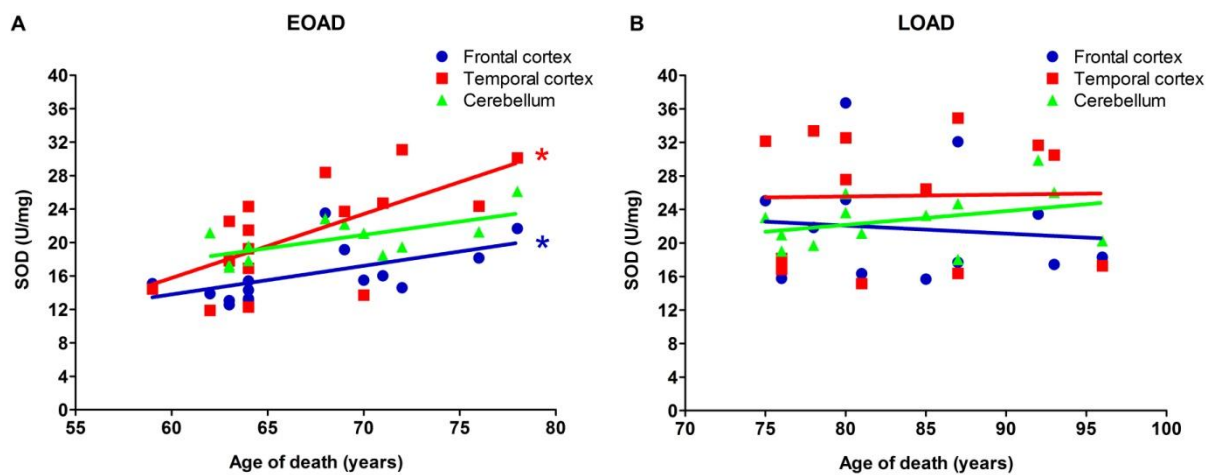 A
EOAD
Frontal cortex
Temporal cortex
Cerebellum
SOD (U/mg)
40
36
32
28
24
20
16
12
8
4
0
*
*
55
60
65
70
75
80
Age of death (years)
B
LOAD
Frontal cortex
Temporal cortex
Cerebellum
SOD (U/mg)
40
36
32
28
24
20
16
12
8
4
0
70
75
80
85
90
95
100
Age of death (years)